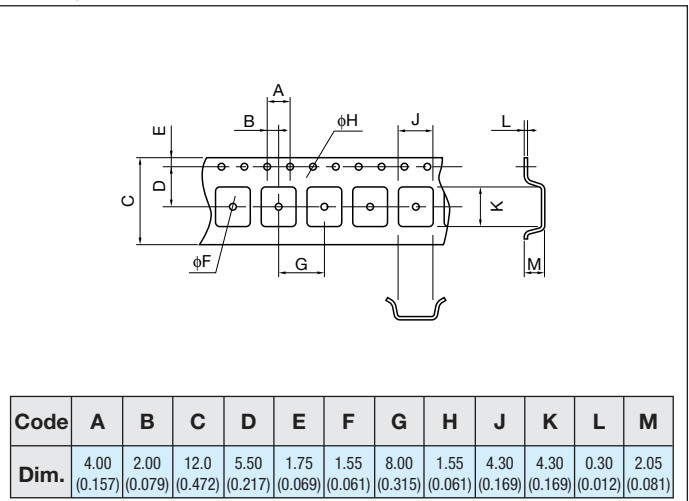 A
B
φH
J
L
E
D
C
K
φF
G
M
Code A B C D E F G H J K L M
Dim. 4.00 2.00 12.0 5.50 1.75 1.55 8.00 1.55 4.30 4.30 0.30 2.05
(0.157) (0.079) (0.472) (0.217) (0.069) (0.061) (0.315) (0.061) (0.169) (0.169) (0.012) (0.081)